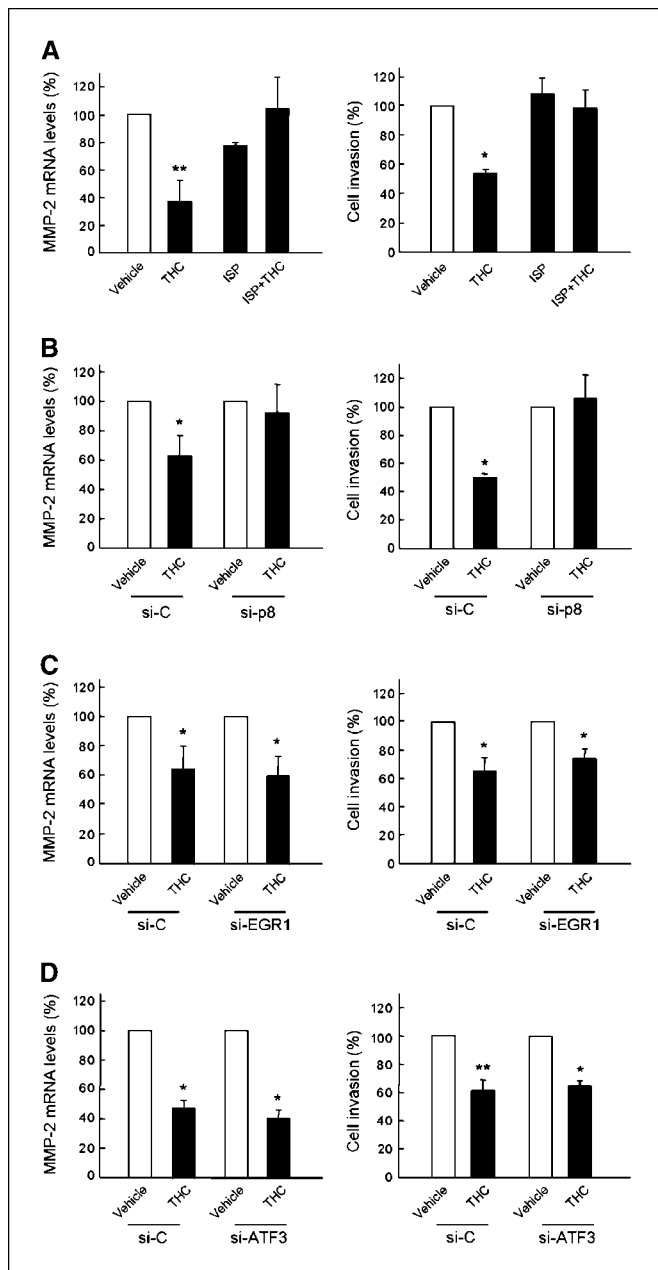 A
MMP-2 mRNA levels (%)
120
100
80
60
40
20
0
**
Vehicle THC ISP ISP+THC
Cell invasion (%)
120
100
80
60
40
20
0
*
Vehicle THC ISP ISP+THC
B
MMP-2 mRNA levels (%)
120
100
80
60
40
20
0
*
Vehicle THC Vehicle THC
si-C si-p8
Cell invasion (%)
120
100
80
60
40
20
0
*
Vehicle THC Vehicle THC
si-C si-p8
C
MMP-2 mRNA levels (%)
120
100
80
60
40
20
0
* *
Vehicle THC Vehicle THC
si-C si-EGR1
Cell invasion (%)
120
100
80
60
40
20
0
* *
Vehicle THC Vehicle THC
si-C si-EGR1
D
MMP-2 mRNA levels (%)
120
100
80
60
40
20
0
* *
Vehicle THC Vehicle THC
si-C si-ATF3
Cell invasion (%)
120
100
80
60
40
20
0
** *
Vehicle THC Vehicle THC
si-C si-ATF3